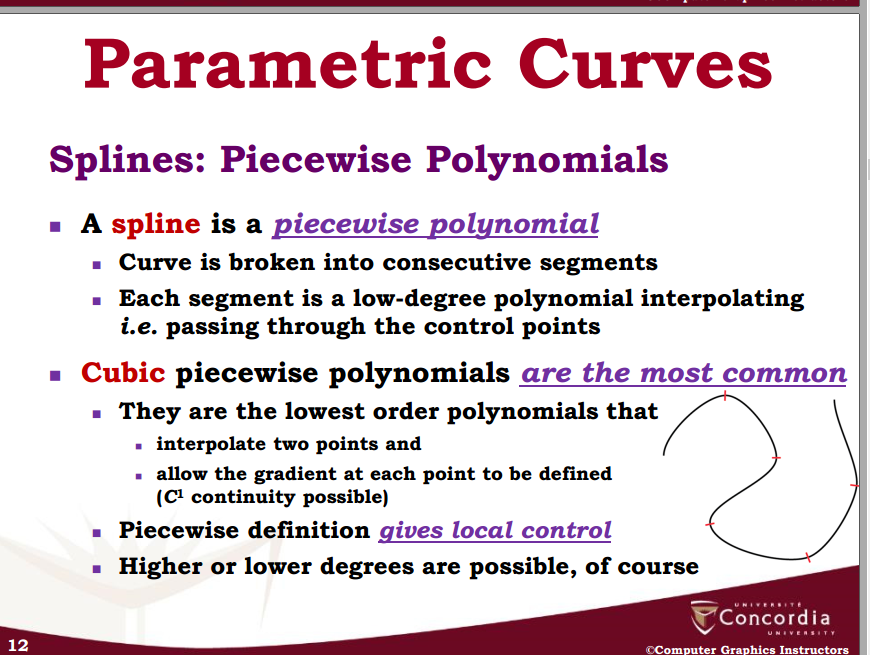 Parametric Curves
Splines: Piecewise Polynomials
A spline is a piecewise polynomial
Curve is broken into consecutive segments
Each segment is a low-degree polynomial interpolating
i.e. passing through the control points
Cubic piecewise polynomials are the most common
They are the lowest order polynomials that
interpolate two points and
allow the gradient at each point to be defined
(C¹ continuity possible)
Piecewise definition gives local control
Higher or lower degrees are possible, of course
UNIVERSITÉ
Concordia
UNIVERSITY
12
©Computer Graphics Instructors